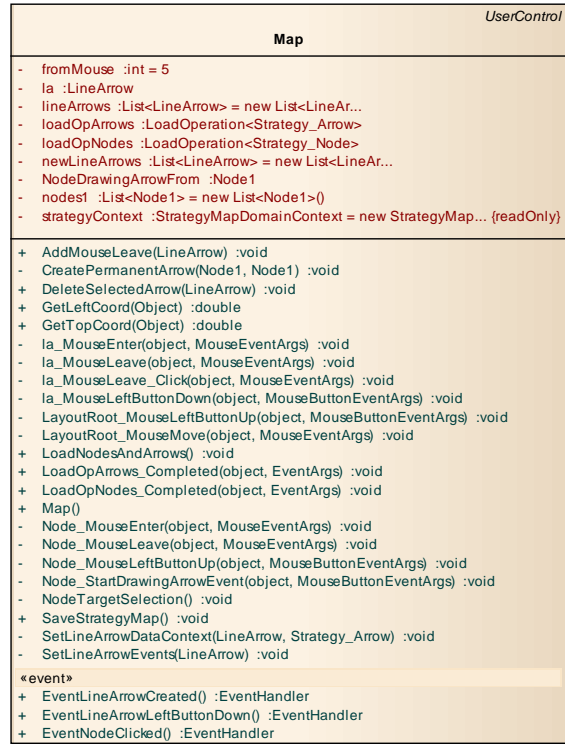 UserControl
Map
- fromMouse :int = 5
- la :LineArrow
- lineArrows :List<LineArrow> = new List<LineAr...
- loadOpArrows :LoadOperation<Strategy_Arrow>
- loadOpNodes :LoadOperation<Strategy_Node>
- newLineArrows :List<LineArrow> = new List<LineAr...
- NodeDrawingArrowFrom :Node1
- nodes1 :List<Node1> = new List<Node1>()
- strategyContext :StrategyMapDomainContext = new StrategyMap... {readOnly}
+ AddMouseLeave(LineArrow) :void
- CreatePermanentArrow(Node1, Node1) :void
+ DeleteSelectedArrow(LineArrow) :void
+ GetLeftCoord(Object) :double
+ GetTopCoord(Object) :double
- la_MouseEnter(object, MouseEventArgs) :void
- la_MouseLeave(object, MouseEventArgs) :void
- la_MouseLeave_Click(object, MouseEventArgs) :void
- la_MouseLeftButtonDown(object, MouseButtonEventArgs) :void
- LayoutRoot_MouseLeftButtonUp(object, MouseButtonEventArgs) :void
- LayoutRoot_MouseMove(object, MouseEventArgs) :void
+ LoadNodesAndArrows() :void
+ LoadOpArrows_Completed(object, EventArgs) :void
+ LoadOpNodes_Completed(object, EventArgs) :void
+ Map()
- Node_MouseEnter(object, MouseEventArgs) :void
- Node_MouseLeave(object, MouseEventArgs) :void
- Node_MouseLeftButtonUp(object, MouseButtonEventArgs) :void
- Node_StartDrawingArrowEvent(object, MouseButtonEventArgs) :void
- NodeTargetSelection() :void
+ SaveStrategyMap() :void
- SetLineArrowDataContext(LineArrow, Strategy_Arrow) :void
- SetLineArrowEvents(LineArrow) :void
«event»
+ EventLineArrowCreated() :EventHandler
+ EventLineArrowLeftButtonDown() :EventHandler
+ EventNodeClicked() :EventHandler